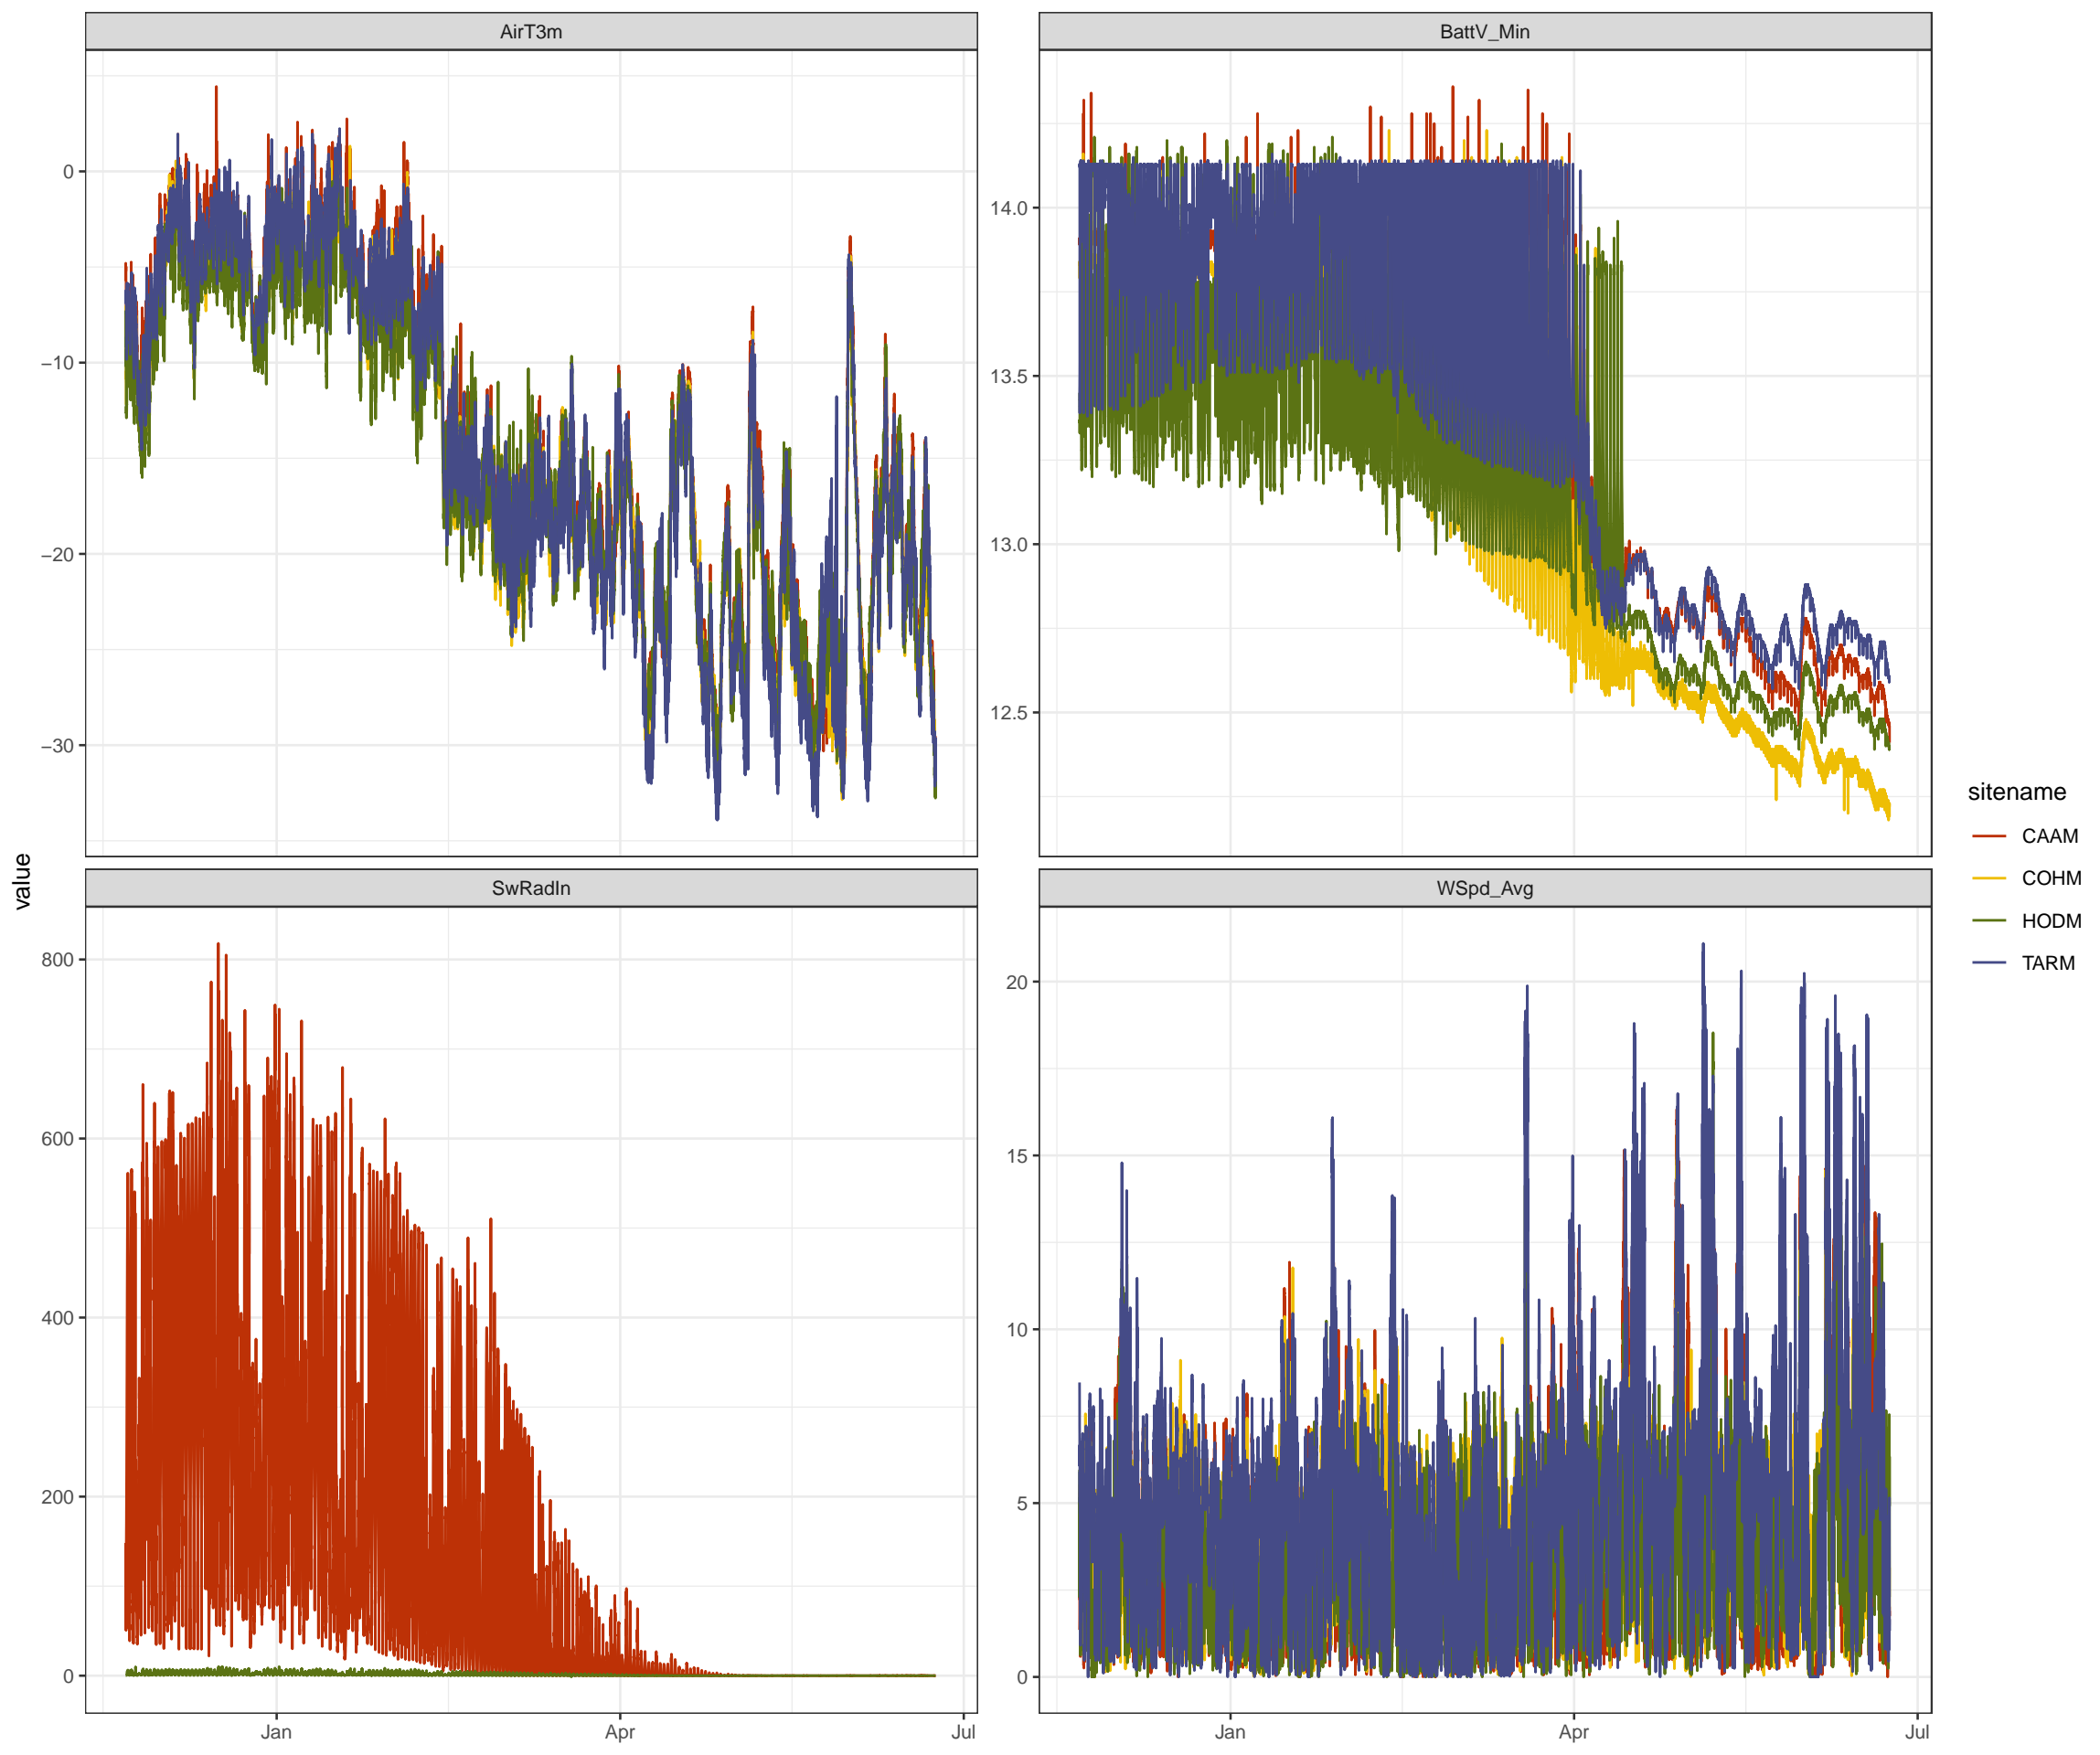 AirT3m
BattV_Min
0
−10
−20
−30
14.0
13.5
13.0
12.5
value
SwRadIn
WSpd_Avg
800
600
400
200
0
20
15
10
5
0
Jan
Apr
Jul
Jan
Apr
Jul
sitename
CAAM
COHM
HODM
TARM